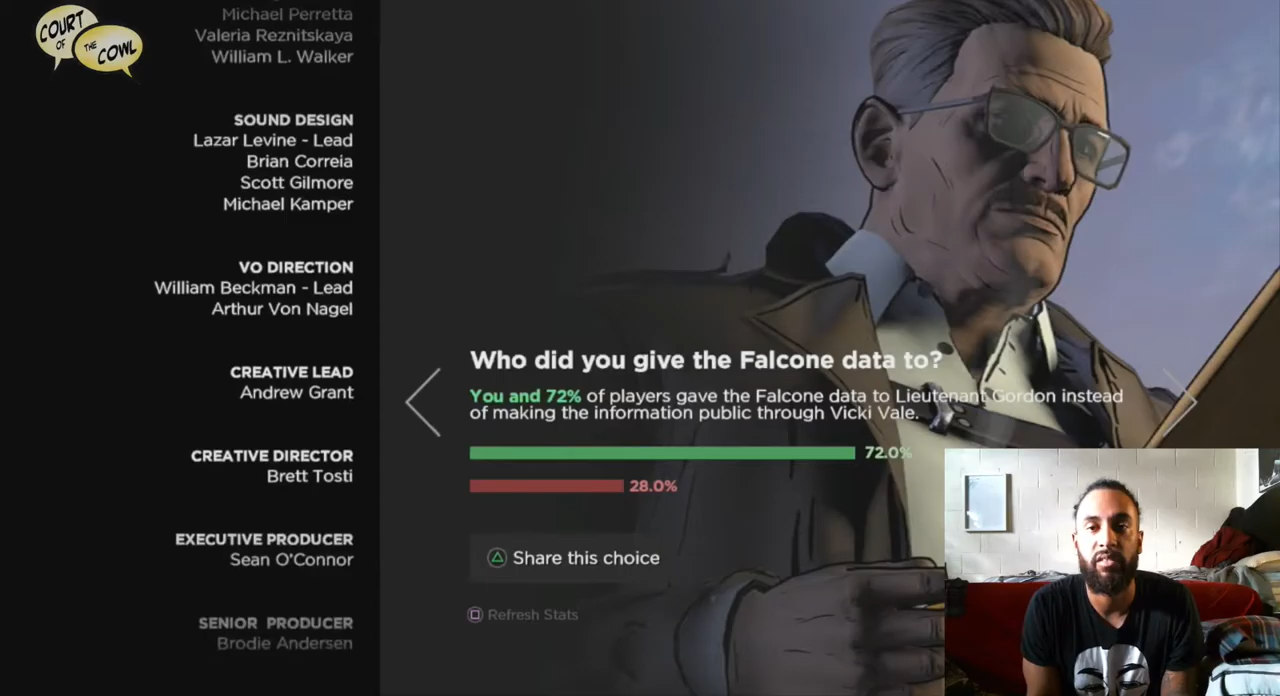 COURT
OF
THE
COWL
Michael Perretta
Valeria Reznitskaya
William L. Walker
SOUND DESIGN
Lazar Levine - Lead
Brian Correia
Scott Gilmore
Michael Kamper
VO DIRECTION
William Beckman - Lead
Arthur Von Nagel
CREATIVE LEAD
Andrew Grant
CREATIVE DIRECTOR
Brett Tosti
EXECUTIVE PRODUCER
Sean O'Connor
SENIOR PRODUCER
Brodie Andersen
Who did you give the Falcone data to?
You and 72% of players gave the Falcone data to Lieutenant Gordon instead
of making the information public through Vicki Vale.
72.0%
28.0%
Share this choice
Refresh Stats